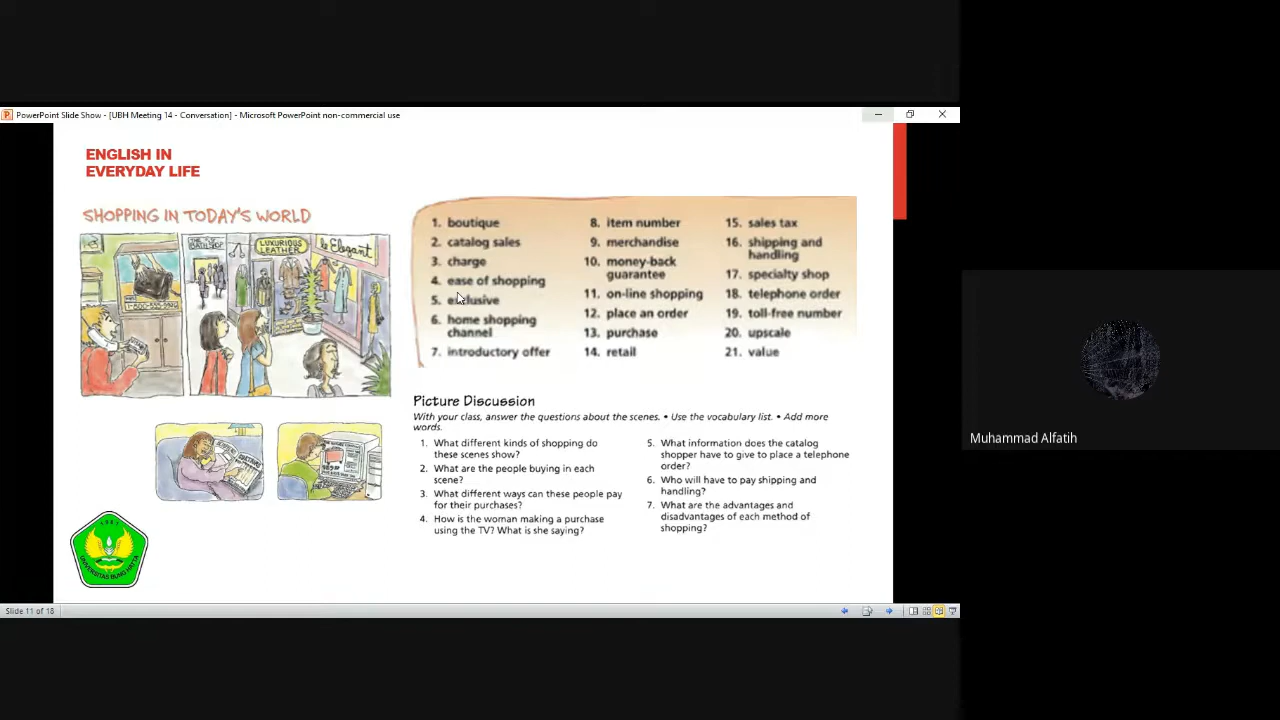 PowerPoint Slide Show - [UBH Meeting 14 - Conversation] - Microsoft PowerPoint non-commercial use
ENGLISH IN
EVERYDAY LIFE
SHOPPING IN TODAY'S WORLD
LUXURIOUS
LEATHER
le Elegant
1. boutique
2. catalog sales
3. charge
4. ease of shopping
5. exclusive
6. home shopping
channel
7. introductory offer
8. item number
9. merchandise
10. money-back
guarantee
11. on-line shopping
12. place an order
13. purchase
14. retail
15. sales tax
16. shipping and
handling
17. specialty shop
18. telephone order
19. toll-free number
20. upscale
21. value
Picture Discussion
With your class, answer the questions about the scenes. • Use the vocabulary list. • Add more
words.
1. What different kinds of shopping do
these scenes show?
2. What are the people buying in each
scene?
3. What different ways can these people pay
for their purchases?
4. How is the woman making a purchase
using the TV? What is she saying?
5. What information does the catalog
shopper have to give to place a telephone
order?
6. Who will have to pay shipping and
handling?
7. What are the advantages and
disadvantages of each method of
shopping?
1981
UNIVERSITAS BUNG HATTA
Slide 11 of 18
Muhammad Alfatih